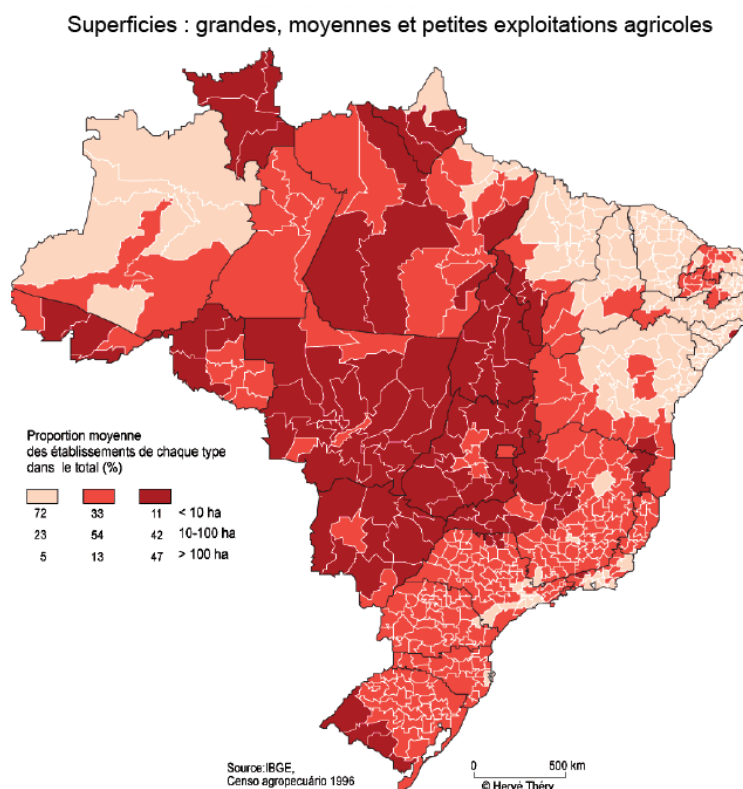 Superficies : grandes, moyennes et petites exploitations agricoles
Proportion moyenne
des établissements de chaque type
dans le total (%)
72 33 11 < 10 ha
23 54 42 10-100 ha
5 13 47 > 100 ha
Source:IBGE,
Censo agropecuário 1996
0 500 km
© Hervé Théry